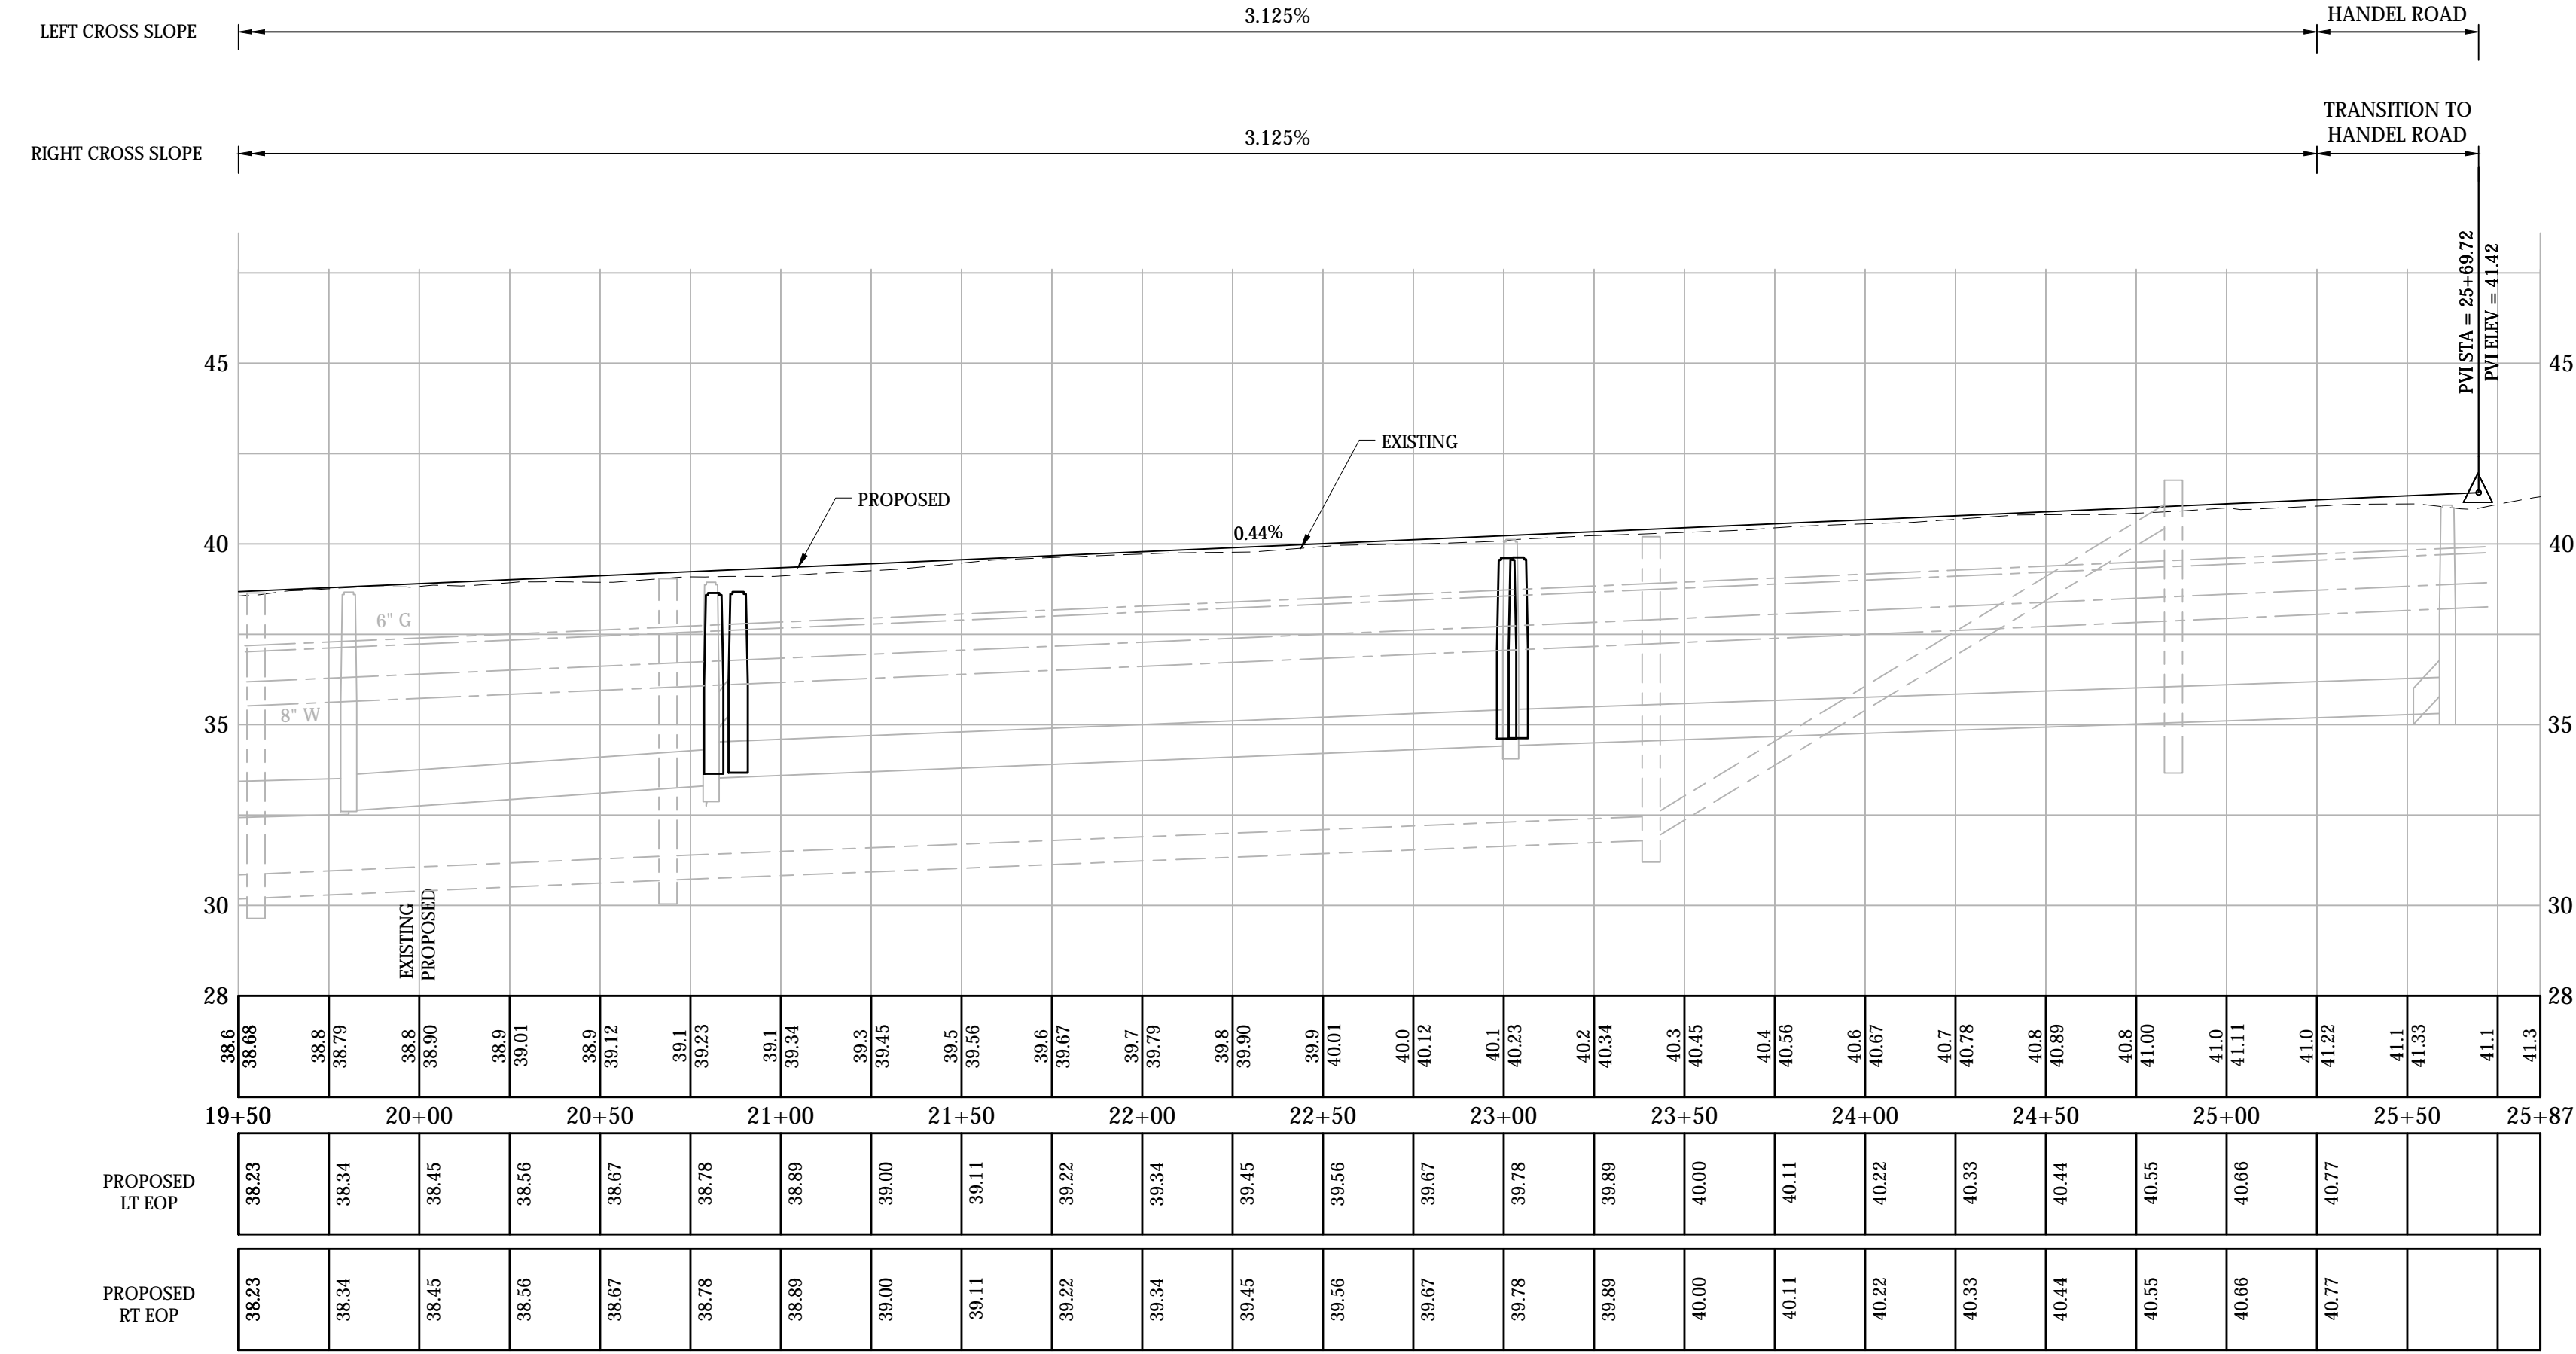 3.125%
HANDEL ROAD
LEFT CROSS SLOPE
TRANSITION TO
HANDEL ROAD
3.125%
RIGHT CROSS SLOPE
PVI STA = 25+69.72
PVI ELEV = 41.42
45
45
EXISTING
PROPOSED
0.44%
40
40
6" G
8" W
35
35
30
30
EXISTING
PROPOSED
28
28
38.6 38.68 38.8 38.79 38.8 38.90 38.9 39.01 38.9 39.12 39.1 39.23 39.1 39.34 39.3 39.45 39.5 39.56 39.6 39.67 39.7 39.79 39.8 39.90 39.9 40.01 40.0 40.12 40.1 40.23 40.2 40.34 40.3 40.45 40.4 40.56 40.6 40.67 40.7 40.78 40.8 40.89 40.8 41.00 41.0 41.11 41.0 41.22 41.1 41.33 41.1 41.3
19+50 20+00 20+50 21+00 21+50 22+00 22+50 23+00 23+50 24+00 24+50 25+00 25+50 25+87
PROPOSED
LT EOP
38.23 38.34 38.45 38.56 38.67 38.78 38.89 39.00 39.11 39.22 39.34 39.45 39.56 39.67 39.78 39.89 40.00 40.11 40.22 40.33 40.44 40.55 40.66 40.77
PROPOSED
RT EOP
38.23 38.34 38.45 38.56 38.67 38.78 38.89 39.00 39.11 39.22 39.34 39.45 39.56 39.67 39.78 39.89 40.00 40.11 40.22 40.33 40.44 40.55 40.66 40.77